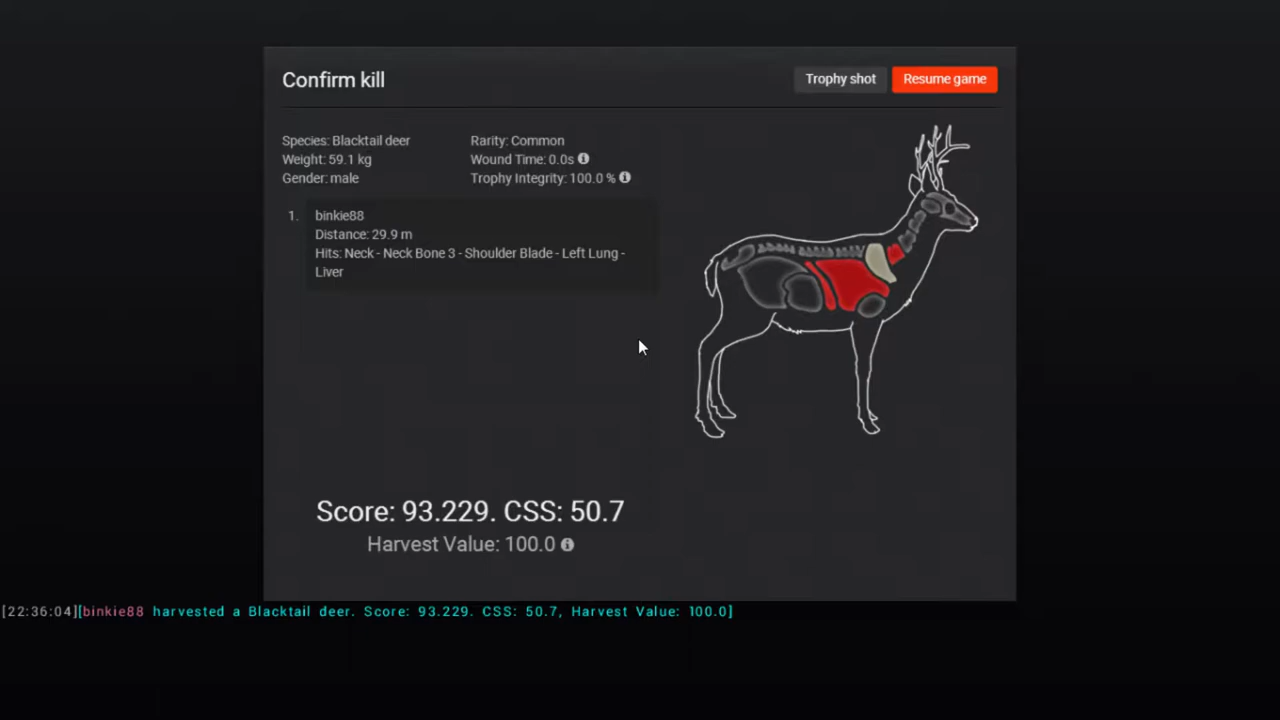 Confirm kill
Trophy shot
Resume game
Species: Blacktail deer
Weight: 59.1 kg
Gender: male
Rarity: Common
Wound Time: 0.0s
Trophy Integrity: 100.0 %
1.
binkie88
Distance: 29.9 m
Hits: Neck - Neck Bone 3 - Shoulder Blade - Left Lung -
Liver
Score: 93.229. CSS: 50.7
Harvest Value: 100.0
[22:36:04][binkie88 harvested a Blacktail deer. Score: 93.229. CSS: 50.7, Harvest Value: 100.0]